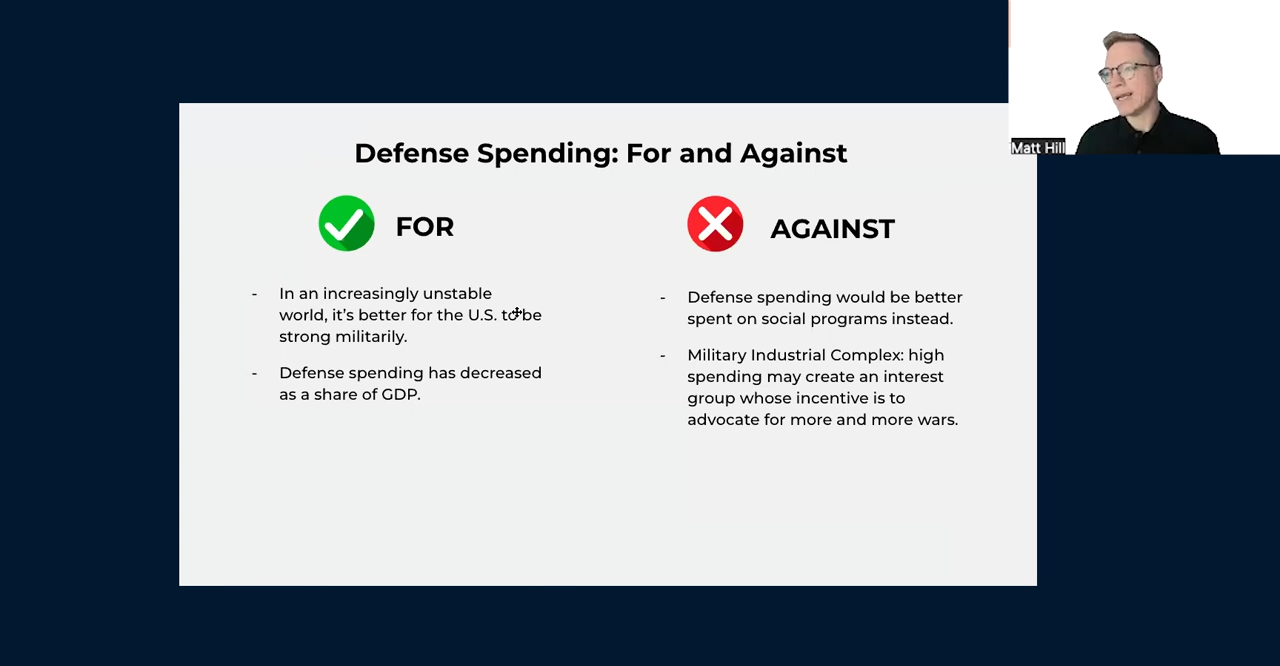 Matt Hill
Defense Spending: For and Against
FOR
- In an increasingly unstable
world, it's better for the U.S. to be
strong militarily.
- Defense spending has decreased
as a share of GDP.
AGAINST
- Defense spending would be better
spent on social programs instead.
- Military Industrial Complex: high
spending may create an interest
group whose incentive is to
advocate for more and more wars.